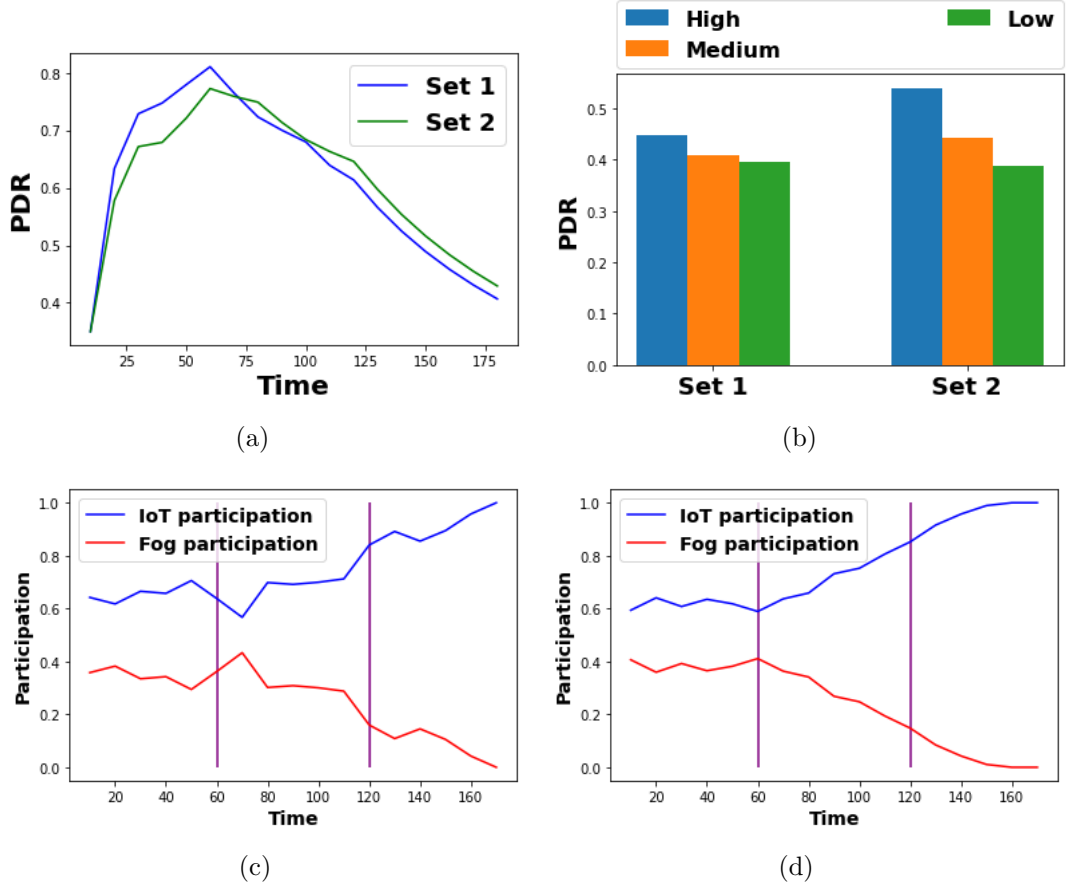 Set 1
Set 2
PDR
0.8
0.7
0.6
0.5
0.4
25 50 75 100 125 150 175
Time
(a)
High Low
Medium
PDR
0.5
0.4
0.3
0.2
0.1
0.0
Set 1 Set 2
(b)
IoT participation
Fog participation
Participation
1.0
0.8
0.6
0.4
0.2
0.0
20 40 60 80 100 120 140 160
Time
(c)
IoT participation
Fog participation
Participation
1.0
0.8
0.6
0.4
0.2
0.0
20 40 60 80 100 120 140 160
Time
(d)